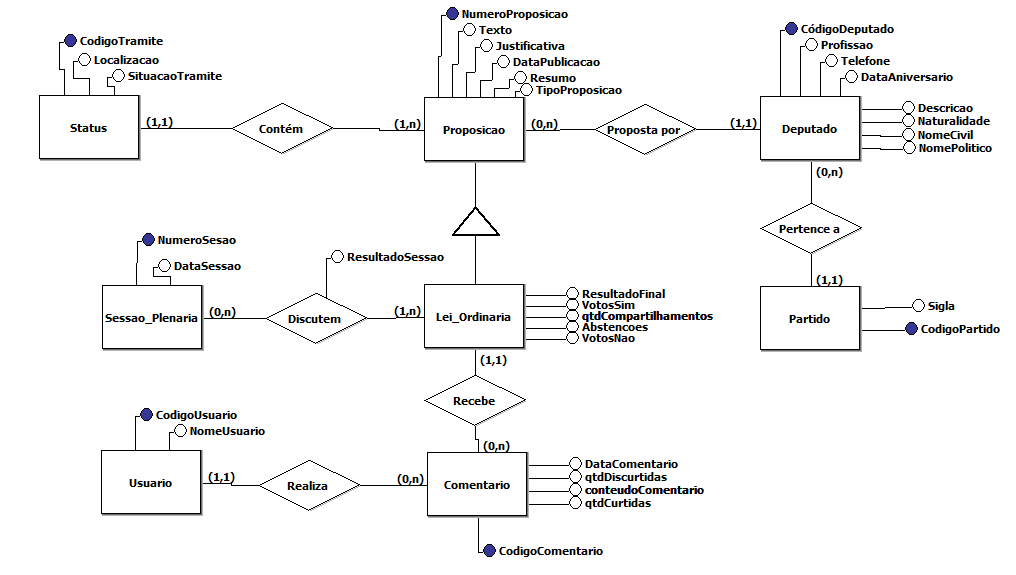 NumeroProposicao
Texto
Justificativa
DataPublicacao
Resumo
TipoProposicao
CodigoTramite
Localizacao
SituacaoTramite
CódigoDeputado
Profissao
Telefone
DataAniversario
Status
(1,1)
Contém
(1,n)
Proposicao
(0,n)
Proposta por
(1,1)
Deputado
Descricao
Naturalidade
NomeCivil
NomePolitico
(0,n)
Pertence a
(1,1)
NumeroSesao
DataSessao
ResultadoSessao
Sessao_Plenaria
(0,n)
Discutem
(1,n)
Lei_Ordinaria
ResultadoFinal
VotosSim
qtdCompartilhamentos
Abstencoes
VotosNao
Partido
Sigla
CodigoPartido
(1,1)
Recebe
(0,n)
CodigoUsuario
NomeUsuario
Usuario
(1,1)
Realiza
(0,n)
Comentario
DataComentario
qtdDiscurtidas
conteudoComentario
qtdCurtidas
CodigoComentario